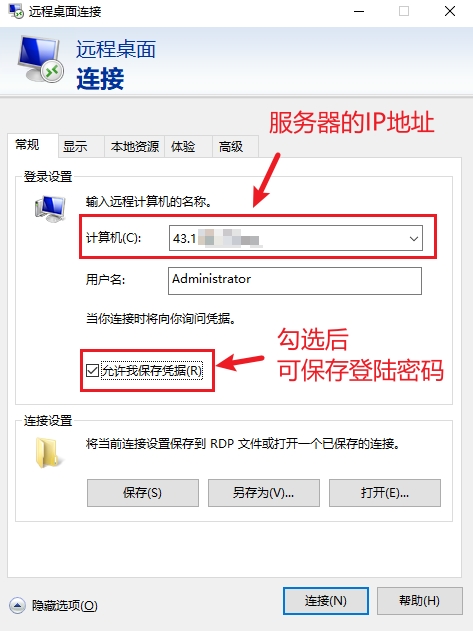 远程桌面连接
远程桌面
连接
服务器的IP地址
常规 显示 本地资源 体验 高级
登录设置
输入远程计算机的名称。
计算机(C): 43.1
用户名: Administrator
当你连接时将向你询问凭据。
允许我保存凭据(R)
勾选后
可保存登陆密码
连接设置
将当前连接设置保存到 RDP 文件或打开一个已保存的连接。
保存(S) 另存为(V)... 打开(E)...
隐藏选项(O) 连接(N) 帮助(H)